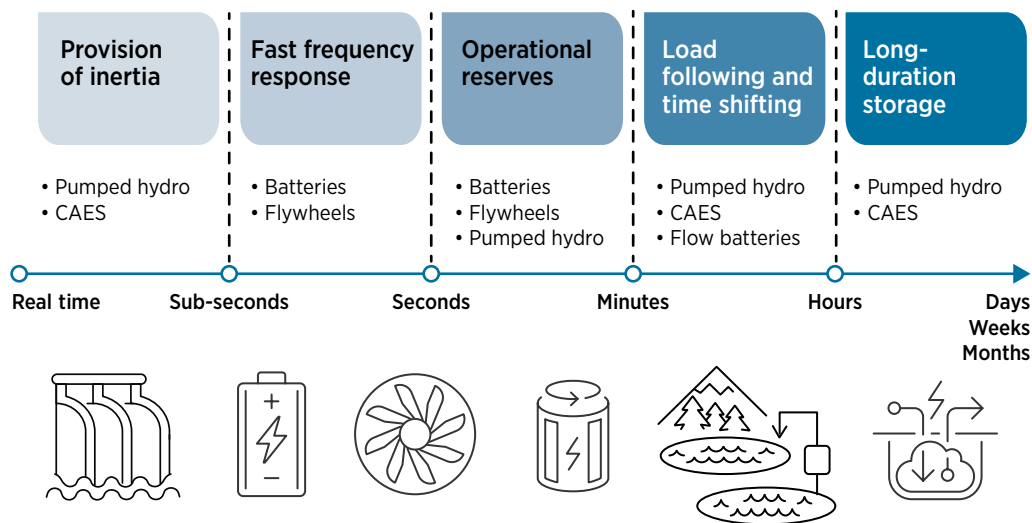 Provision
of inertia
Fast frequency
response
Operational
reserves
Load
following and
time shifting
Long-
duration
storage
• Pumped hydro
• CAES
• Batteries
• Flywheels
• Batteries
• Flywheels
• Pumped hydro
• Pumped hydro
• CAES
• Flow batteries
• Pumped hydro
• CAES
Real time
Sub-seconds
Seconds
Minutes
Hours
Days
Weeks
Months